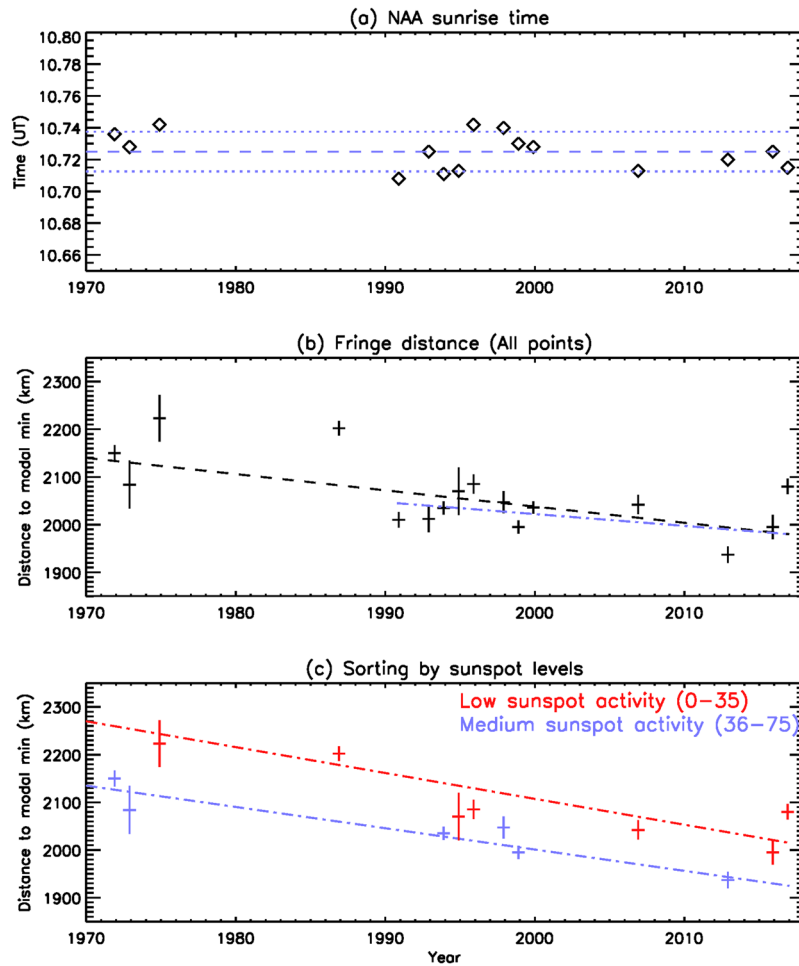 (a) NAA sunrise time
10.80
10.78
10.76
10.74
10.72
10.70
10.68
10.66
Time (UT)
1970 1980 1990 2000 2010
(b) Fringe distance (All points)
2300
2200
2100
2000
1900
Distance to modal min (km)
1970 1980 1990 2000 2010
(c) Sorting by sunspot levels
Low sunspot activity (0-35)
Medium sunspot activity (36-75)
2300
2200
2100
2000
1900
Distance to modal min (km)
1970 1980 1990 2000 2010
Year